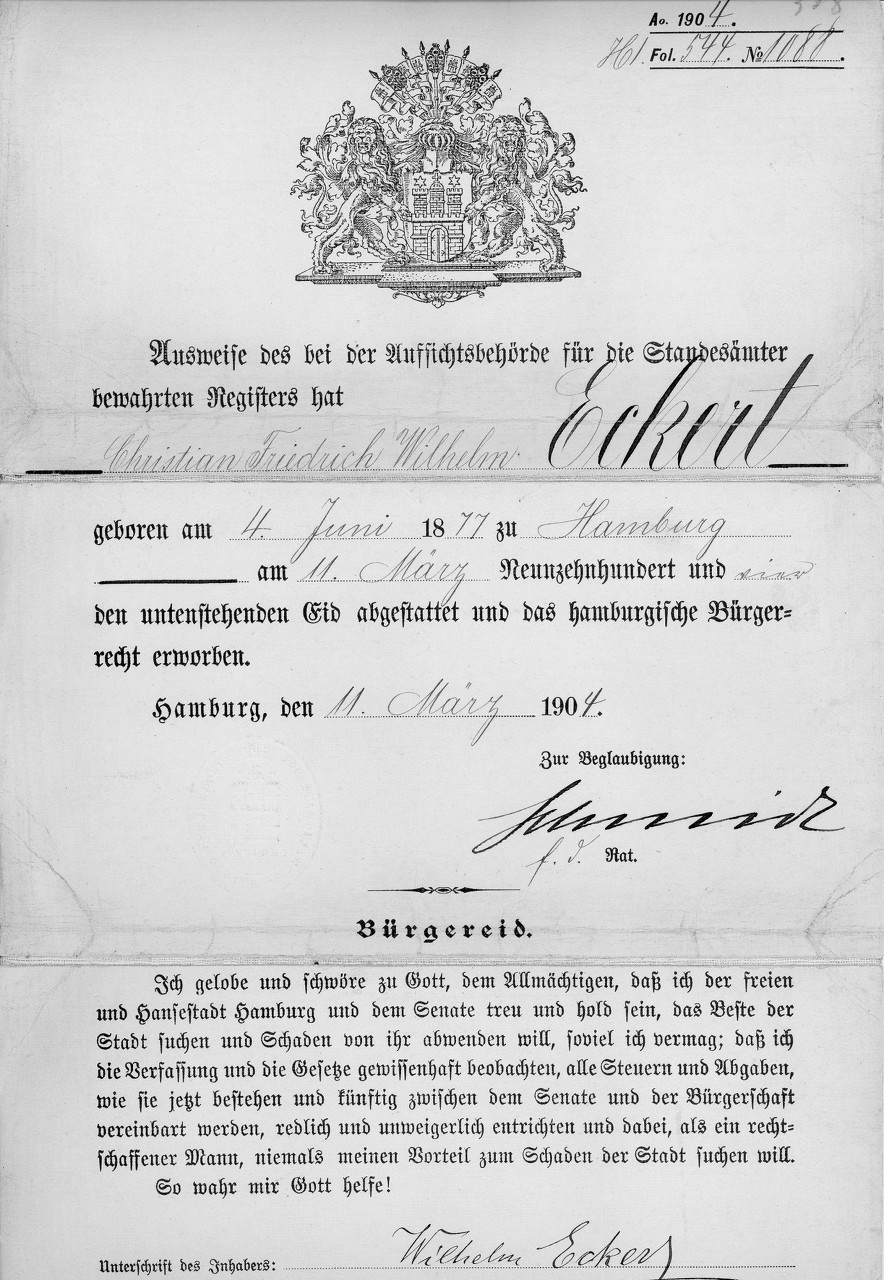 Ao. 1904.
Hl. Fol. 544. No 1088.
Ausweise des bei der Aufsichtsbehörde für die Standesämter
bewahrten Registers hat
Christian Friedrich Wilhelm Eckert
geboren am 4. Juni 1877 zu Hamburg
am 11. März Neunzehnhundert und vier
den untenstehenden Eid abgestattet und das hamburgische Bürger=
recht erworben.
Hamburg, den 11. März 1904.
Zur Beglaubigung:
Schmidt
f. d. Rat.
Bürgereid.
Ich gelobe und schwöre zu Gott, dem Allmächtigen, daß ich der freien
und Hansestadt Hamburg und dem Senate treu und hold sein, das Beste der
Stadt suchen und Schaden von ihr abwenden will, soviel ich vermag; daß ich
die Verfassung und die Gesetze gewissenhaft beobachten, alle Steuern und Abgaben,
wie sie jetzt bestehen und künftig zwischen dem Senate und der Bürgerschaft
vereinbart werden, redlich und unweigerlich entrichten und dabei, als ein recht=
schaffener Mann, niemals meinen Vorteil zum Schaden der Stadt suchen will.
So wahr mir Gott helfe!
Unterschrift des Inhabers: Wilhelm Eckert